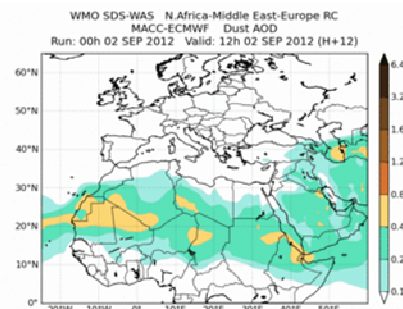 WMO SDS-WAS N.Africa-Middle East-Europe RC
MACC-ECMWF Dust AOD
Run: 00h 02 SEP 2012 Valid: 12h 02 SEP 2012 (H+12)
60°N
50°N
40°N
30°N
20°N
10°N
0°
6.4
3.2
1.6
1.2
0.8
0.4
0.2
0.1